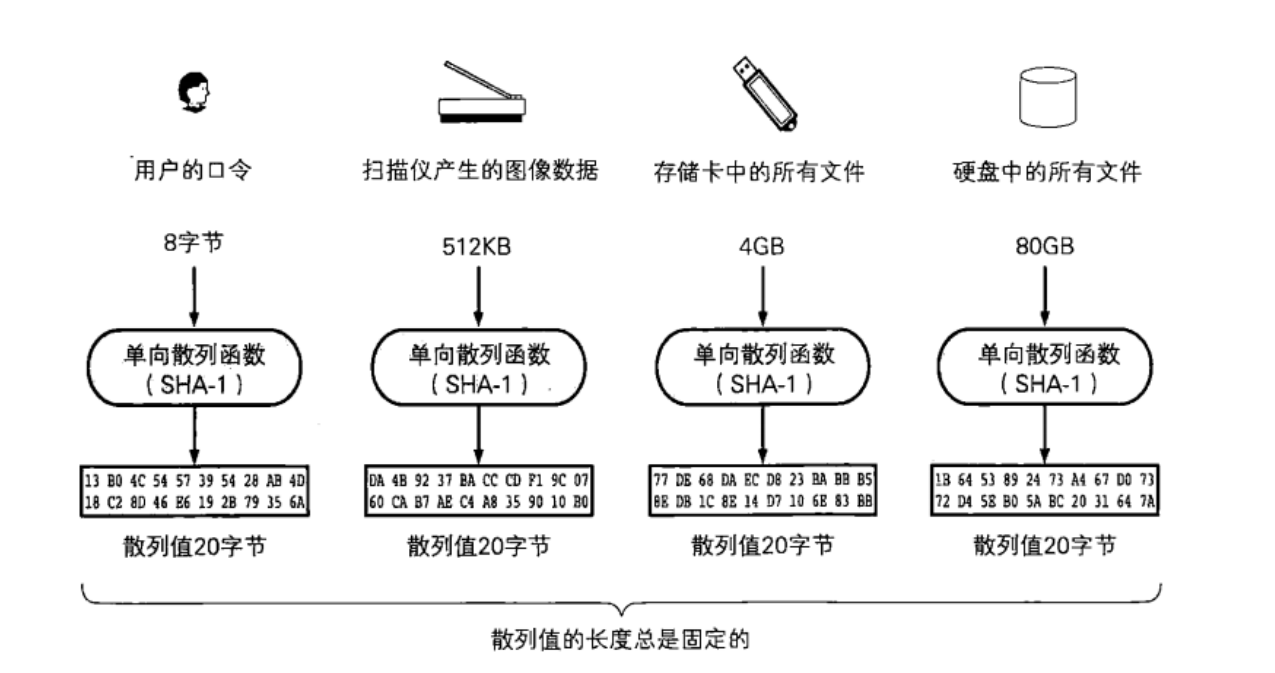 用户的口令
扫描仪产生的图像数据
存储卡中的所有文件
硬盘中的所有文件
8字节
512KB
4GB
80GB
单向散列函数
(SHA-1)
单向散列函数
(SHA-1)
单向散列函数
(SHA-1)
单向散列函数
(SHA-1)
13 B0 4C 54 57 39 54 28 AB 4D
18 C2 8D 46 E6 19 2B 79 35 6A
DA 4B 92 37 BA CC CD F1 9C 07
60 CA B7 AE C4 A8 35 90 10 B0
77 DE 68 DA EC D8 23 BA BB B5
8E DB 1C 8E 14 D7 10 6E 83 BB
1B 64 53 89 24 73 A4 67 D0 73
72 D4 5E B0 5A BC 20 31 64 7A
散列值20字节
散列值20字节
散列值20字节
散列值20字节
散列值的长度总是固定的